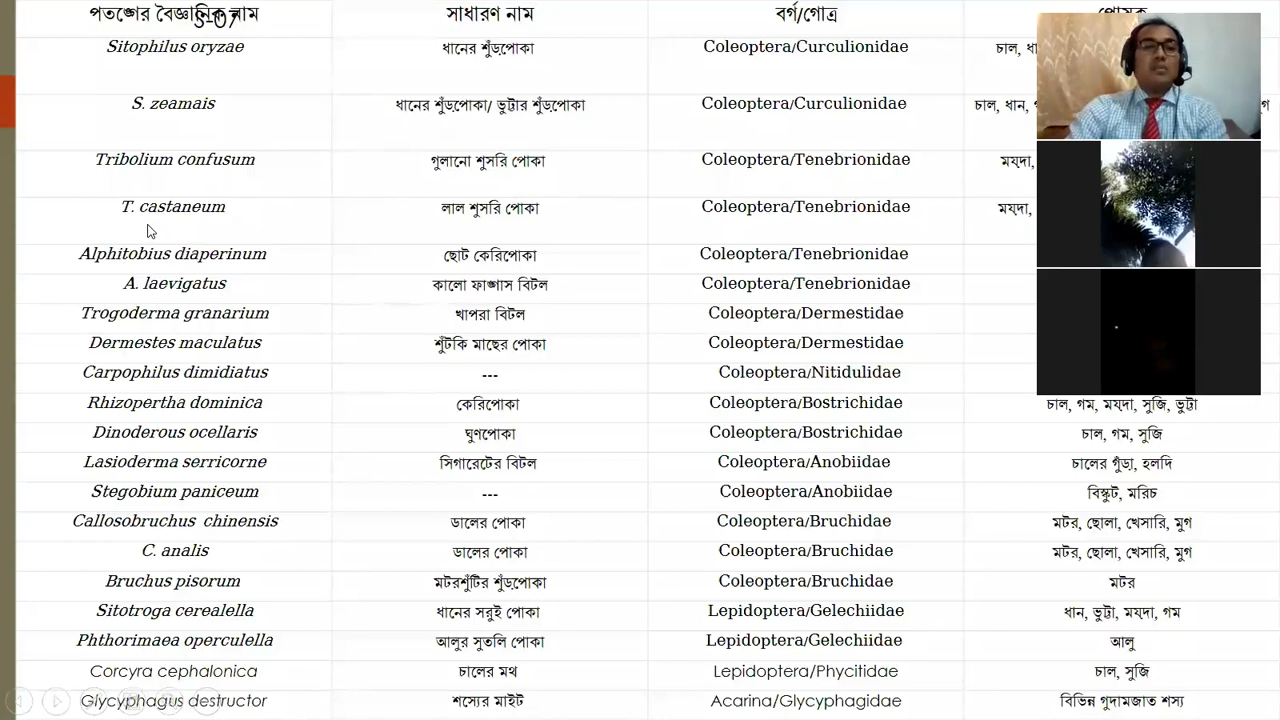 পতঙ্গের বৈজ্ঞানিক নাম সাধারণ নাম বর্গ/গোত্র পোষক
S-07
Sitophilus oryzae ধানের শুঁড়পোকা Coleoptera/Curculionidae চাল,
S. zeamais ধানের শুঁড়পোকা/ ভুট্টার শুঁড়পোকা Coleoptera/Curculionidae চাল, ধান,
Tribolium confusum গুলানো শুসরি পোকা Coleoptera/Tenebrionidae ময়দা,
T. castaneum লাল শুসরি পোকা Coleoptera/Tenebrionidae ময়দা,
Alphitobius diaperinum ছোট কেরিপোকা Coleoptera/Tenebrionidae
A. laevigatus কালো ফাঙ্গাস বিটল Coleoptera/Tenebrionidae
Trogoderma granarium খাপরা বিটল Coleoptera/Dermestidae
Dermestes maculatus শুঁটকি মাছের পোকা Coleoptera/Dermestidae
Carpophilus dimidiatus --- Coleoptera/Nitidulidae
Rhizopertha dominica কেরিপোকা Coleoptera/Bostrichidae চাল, গম, ময়দা, সুজি, ভুট্টা
Dinoderous ocellaris ঘুণপোকা Coleoptera/Bostrichidae চাল, গম, সুজি
Lasioderma serricorne সিগারেটের বিটল Coleoptera/Anobiidae চালের গুঁড়া, হলদি
Stegobium paniceum --- Coleoptera/Anobiidae বিস্কুট, মরিচ
Callosobruchus chinensis ডালের পোকা Coleoptera/Bruchidae মটর, ছোলা, খেসারি, মুগ
C. analis ডালের পোকা Coleoptera/Bruchidae মটর, ছোলা, খেসারি, মুগ
Bruchus pisorum মটরশুঁটির শুঁড়পোকা Coleoptera/Bruchidae মটর
Sitotroga cerealella ধানের সরুই পোকা Lepidoptera/Gelechiidae ধান, ভুট্টা, ময়দা, গম
Phthorimaea operculella আলুর সুতলি পোকা Lepidoptera/Gelechiidae আলু
Corcyra cephalonica চালের মথ Lepidoptera/Phycitidae চাল, সুজি
Glycyphagus destructor শস্যের মাইট Acarina/Glycyphagidae বিভিন্ন গুদামজাত শস্য